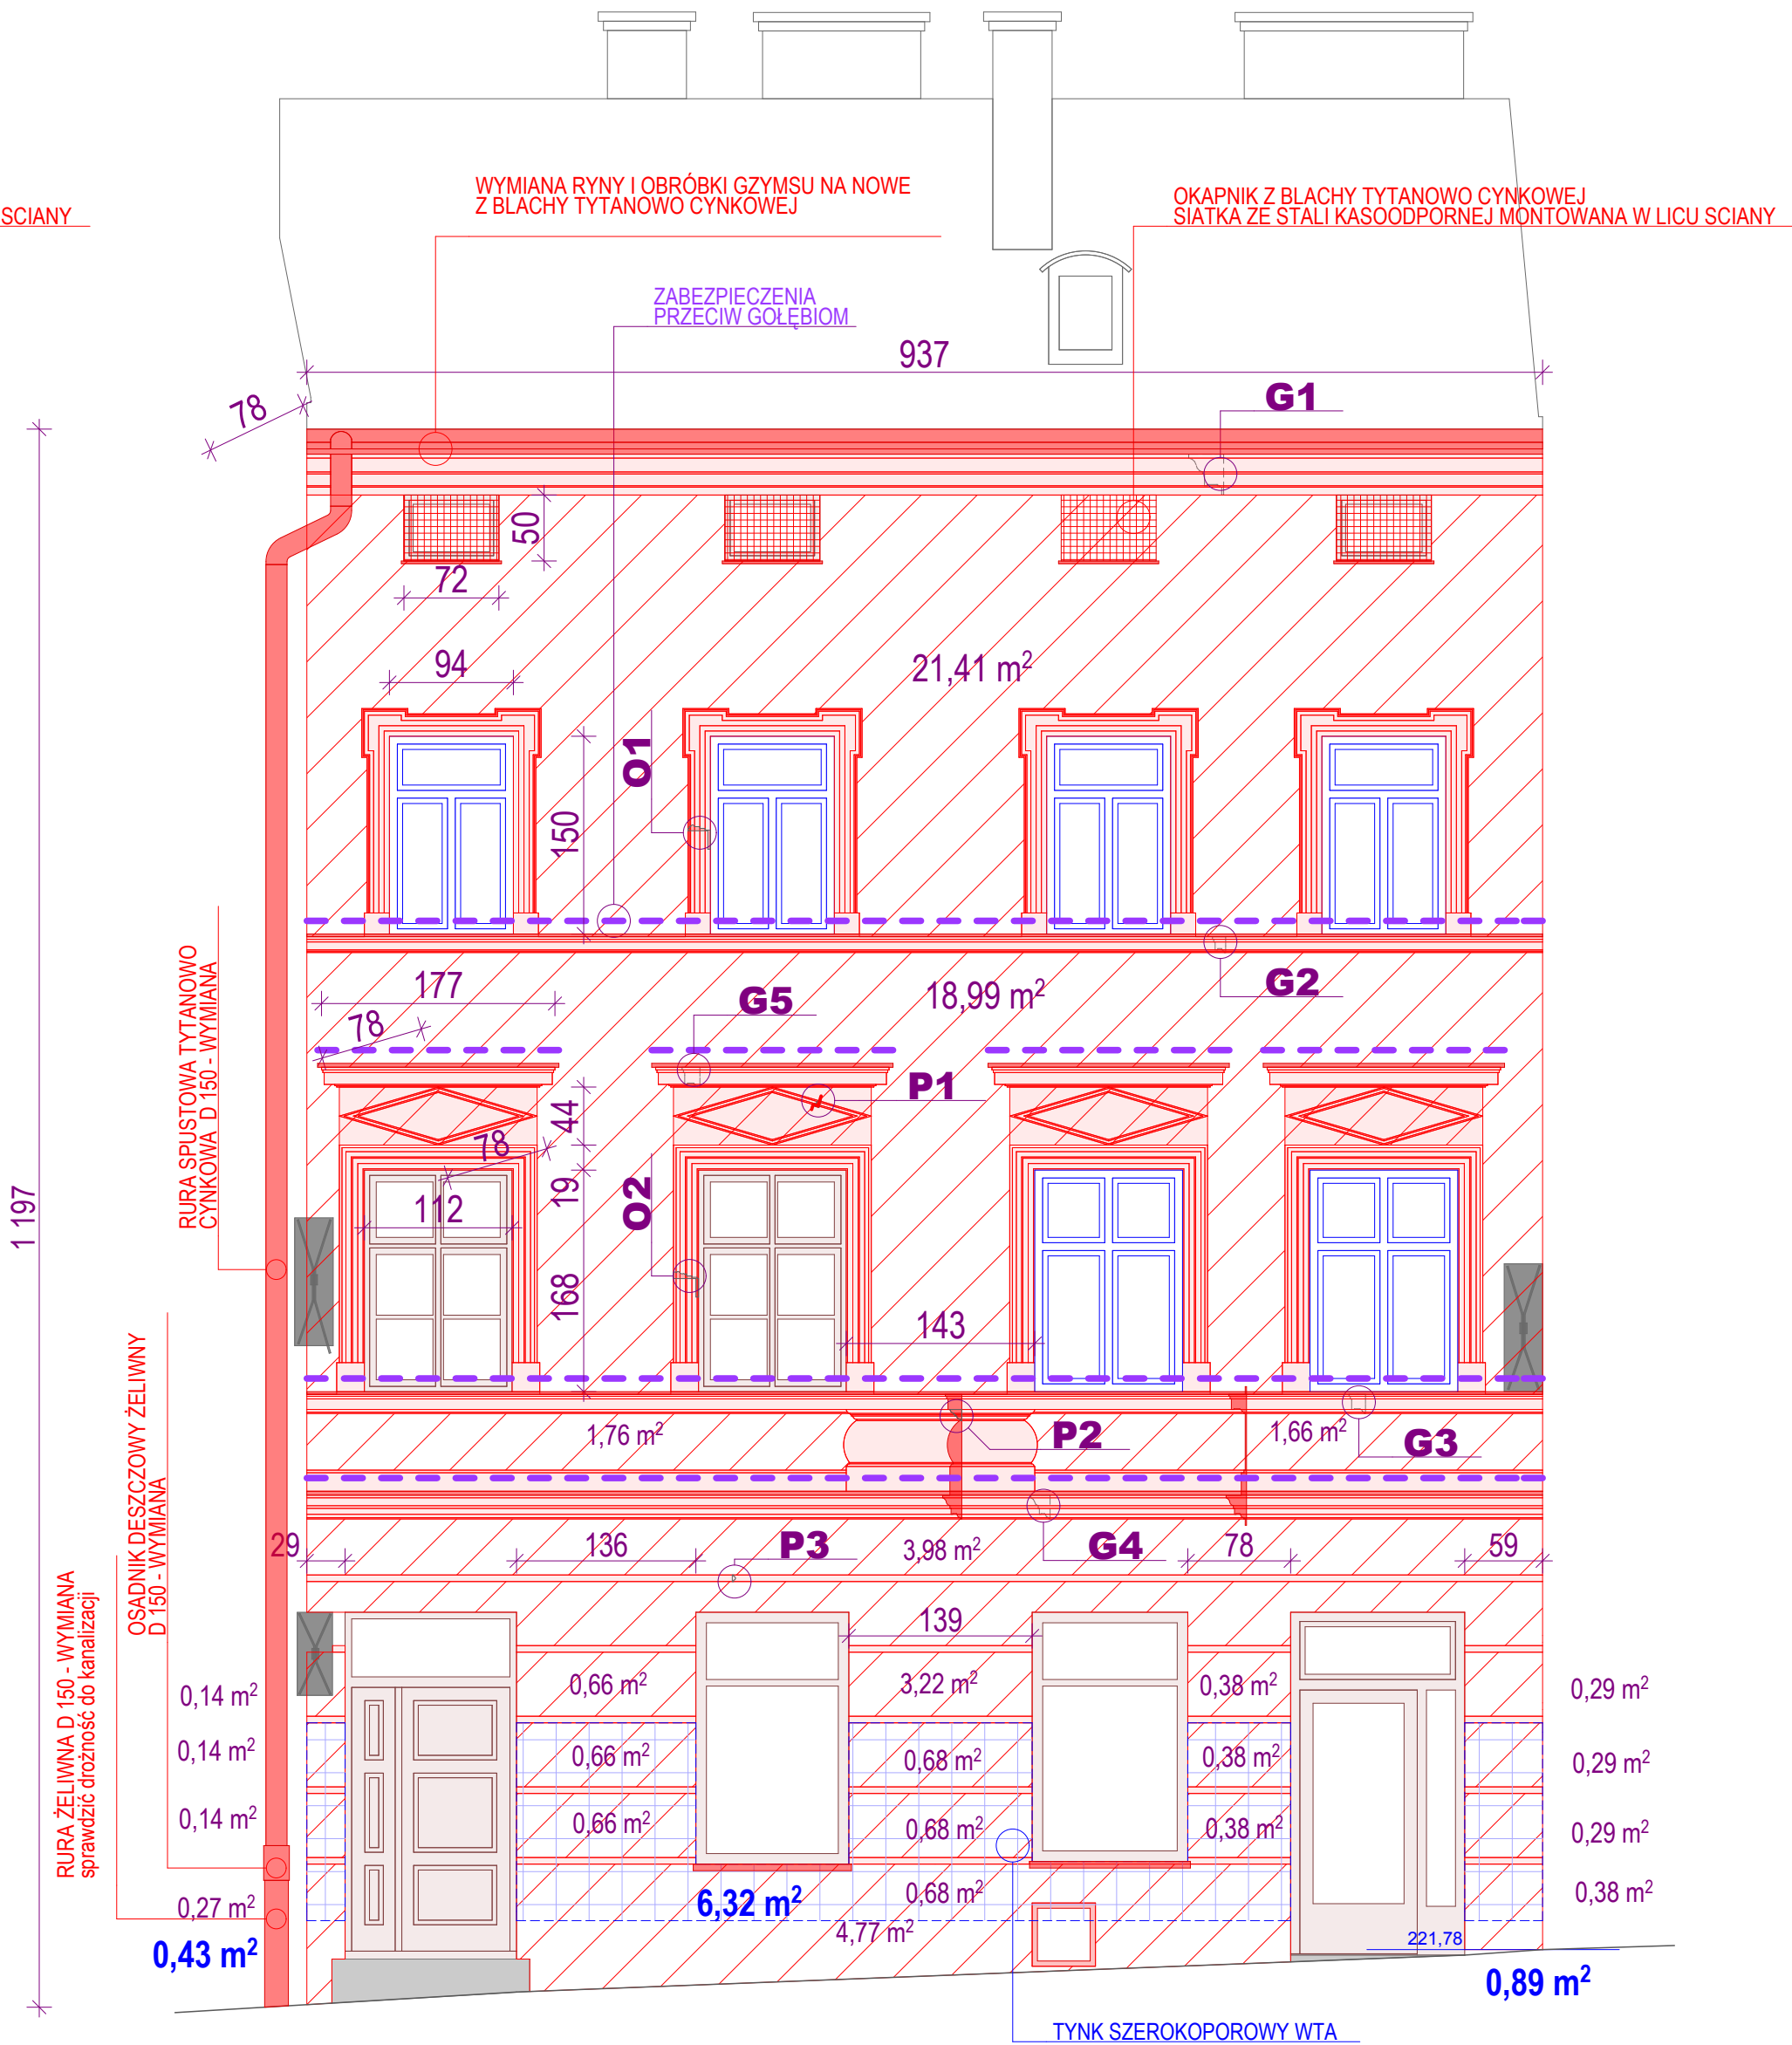 WYMIANA RYNY I OBRÓBKI GZYMSU NA NOWE
Z BLACHY TYTANOWO CYNKOWEJ
OKAPNIK Z BLACHY TYTANOWO CYNKOWEJ
SIATKA ZE STALI KASOODPORNEJ MONTOWANA W LICU SCIANY
SCIANY
ZABEZPIECZENIA
PRZECIW GOŁĘBIOM
937
78
G1
50
72
94
21,41 m²
O1
150
G2
177
G5
18,99 m²
78
P1
44
78
19
112
O2
168
143
1 197
RURA SPUSTOWA TYTANOWO
CYNKOWA D 150 - WYMIANA
OSADNIK DESZCZOWY ŻELIWNY
D 150 - WYMIANA
RURA ŻELIWNA D 150 - WYMIANA
sprawdzić drożność do kanalizacji
1,76 m²
P2
1,66 m²
G3
29
136
P3
3,98 m²
G4
78
59
139
0,14 m²
0,66 m²
3,22 m²
0,38 m²
0,29 m²
0,14 m²
0,66 m²
0,68 m²
0,38 m²
0,29 m²
0,14 m²
0,66 m²
0,68 m²
0,38 m²
0,29 m²
0,27 m²
6,32 m²
0,68 m²
0,38 m²
4,77 m²
0,43 m²
221,78
0,89 m²
TYNK SZEROKOPOROWY WTA